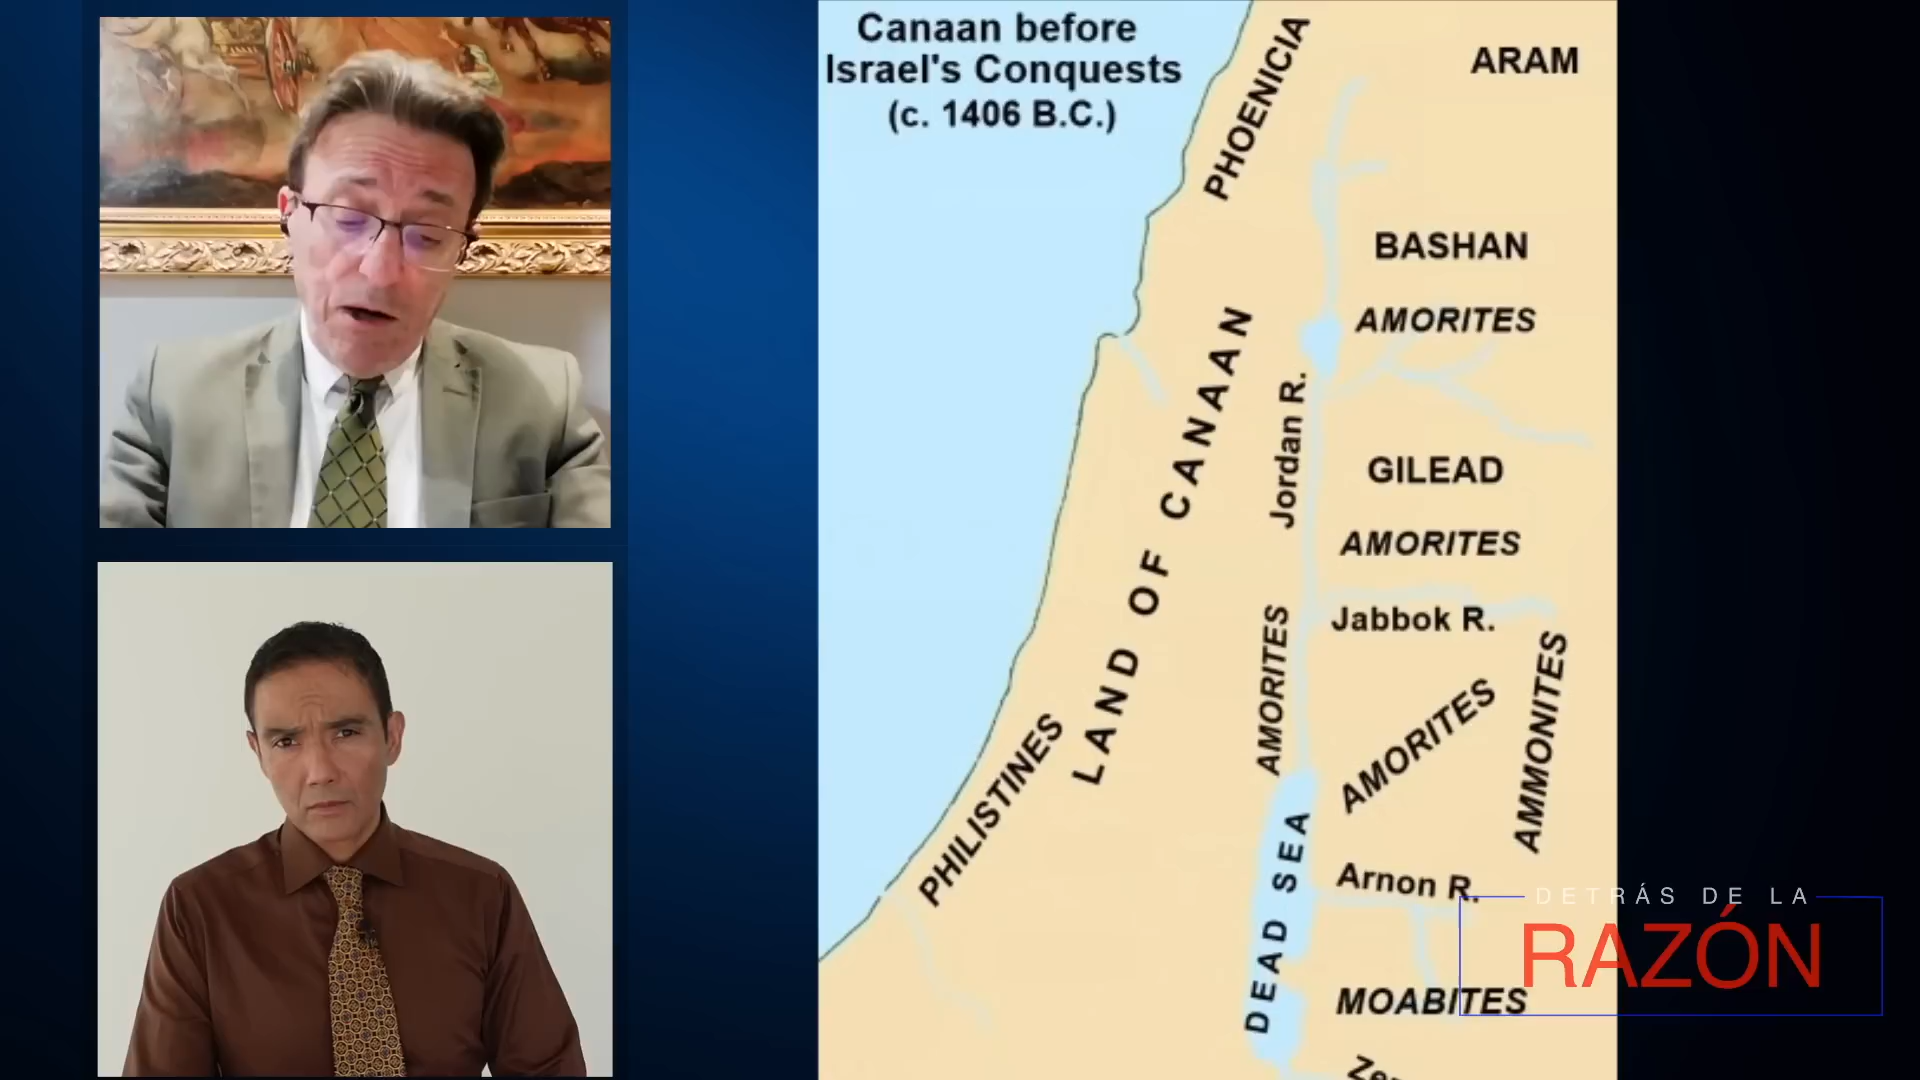 Canaan before
Israel's Conquests
(c. 1406 B.C.)
PHOENICIA
ARAM
BASHAN
AMORITES
LAND OF CANAAN
Jordan R.
GILEAD
AMORITES
Jabbok R.
AMORITES
AMORITES
AMMONITES
PHILISTINES
DEAD SEA
Arnon R.
MOABITES
DETRÁS DE LA
RAZÓN